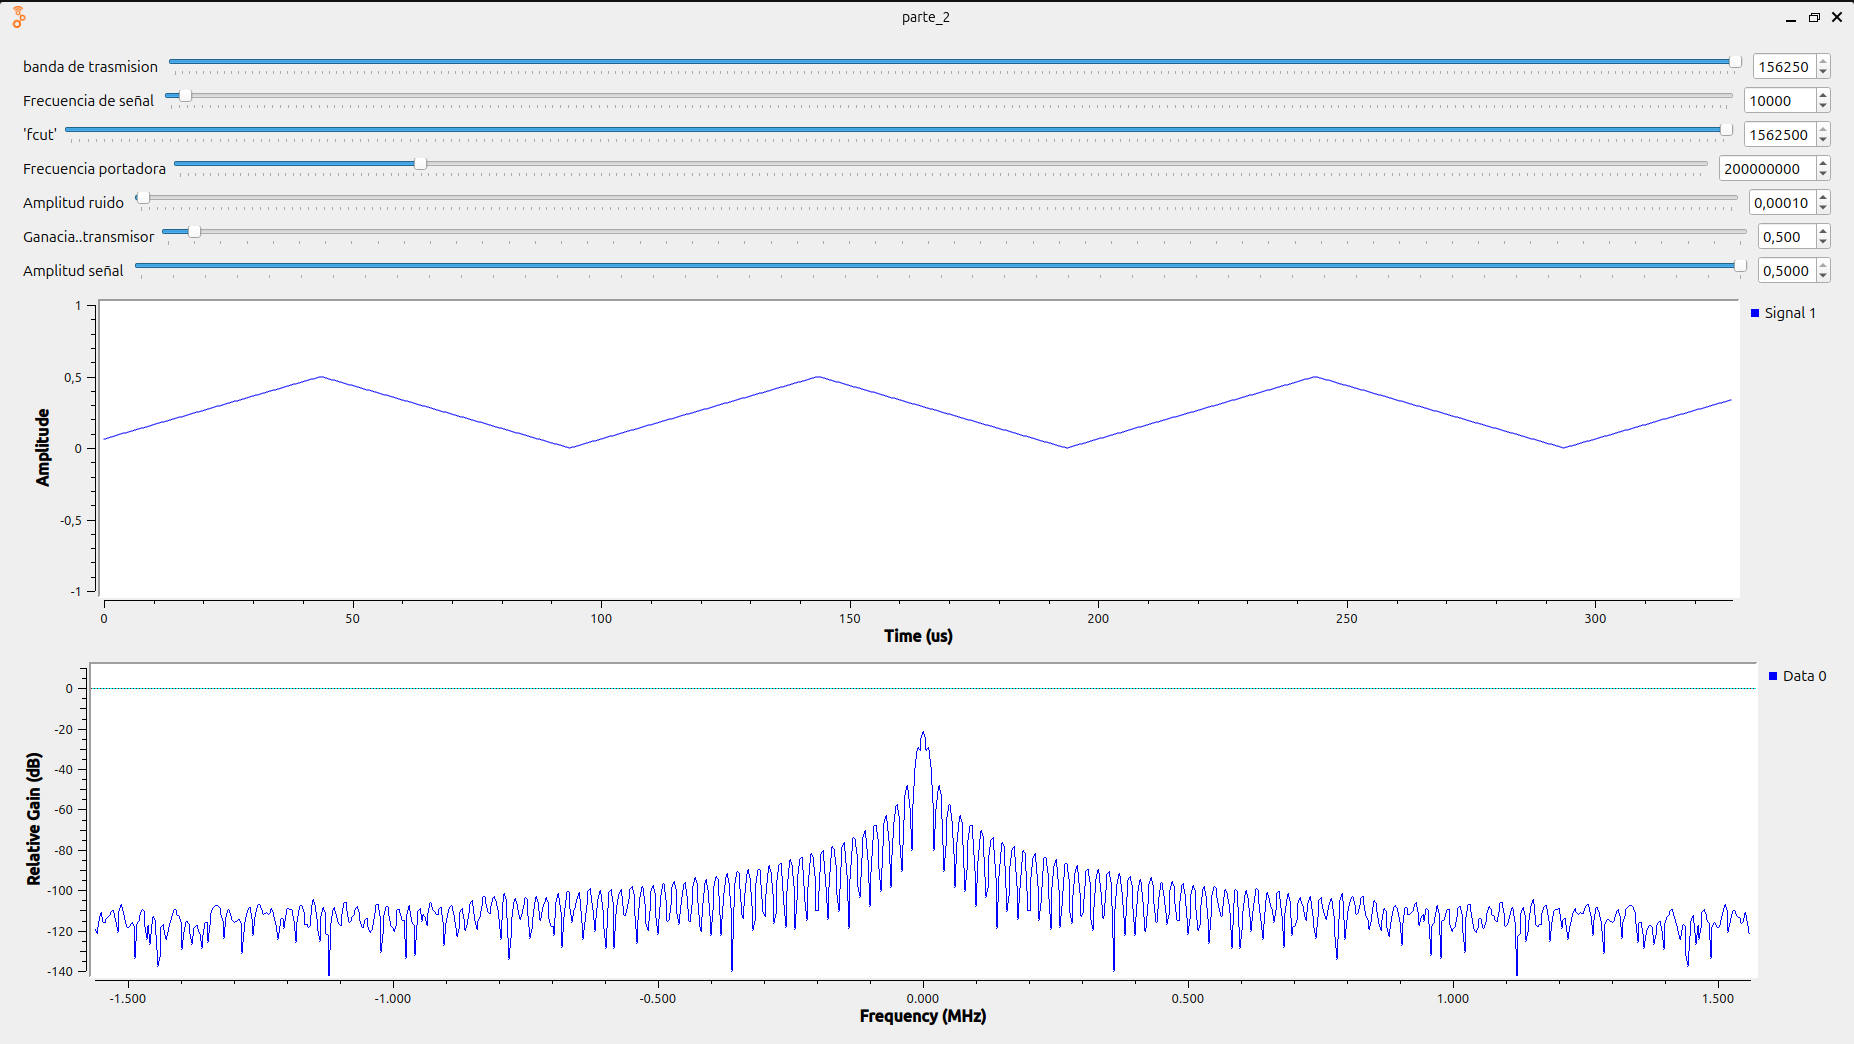 parte_2
banda de trasmision 156250
Frecuencia de señal 10000
'fcut' 1562500
Frecuencia portadora 200000000
Amplitud ruido 0,00010
Ganacia..transmisor 0,500
Amplitud señal 0,5000
1
0,5
0
-0,5
-1
Amplitude
Signal 1
0 50 100 150 200 250 300
Time (us)
0
-20
-40
-60
-80
-100
-120
-140
Relative Gain (dB)
Data 0
-1.500 -1.000 -0.500 0.000 0.500 1.000 1.500
Frequency (MHz)